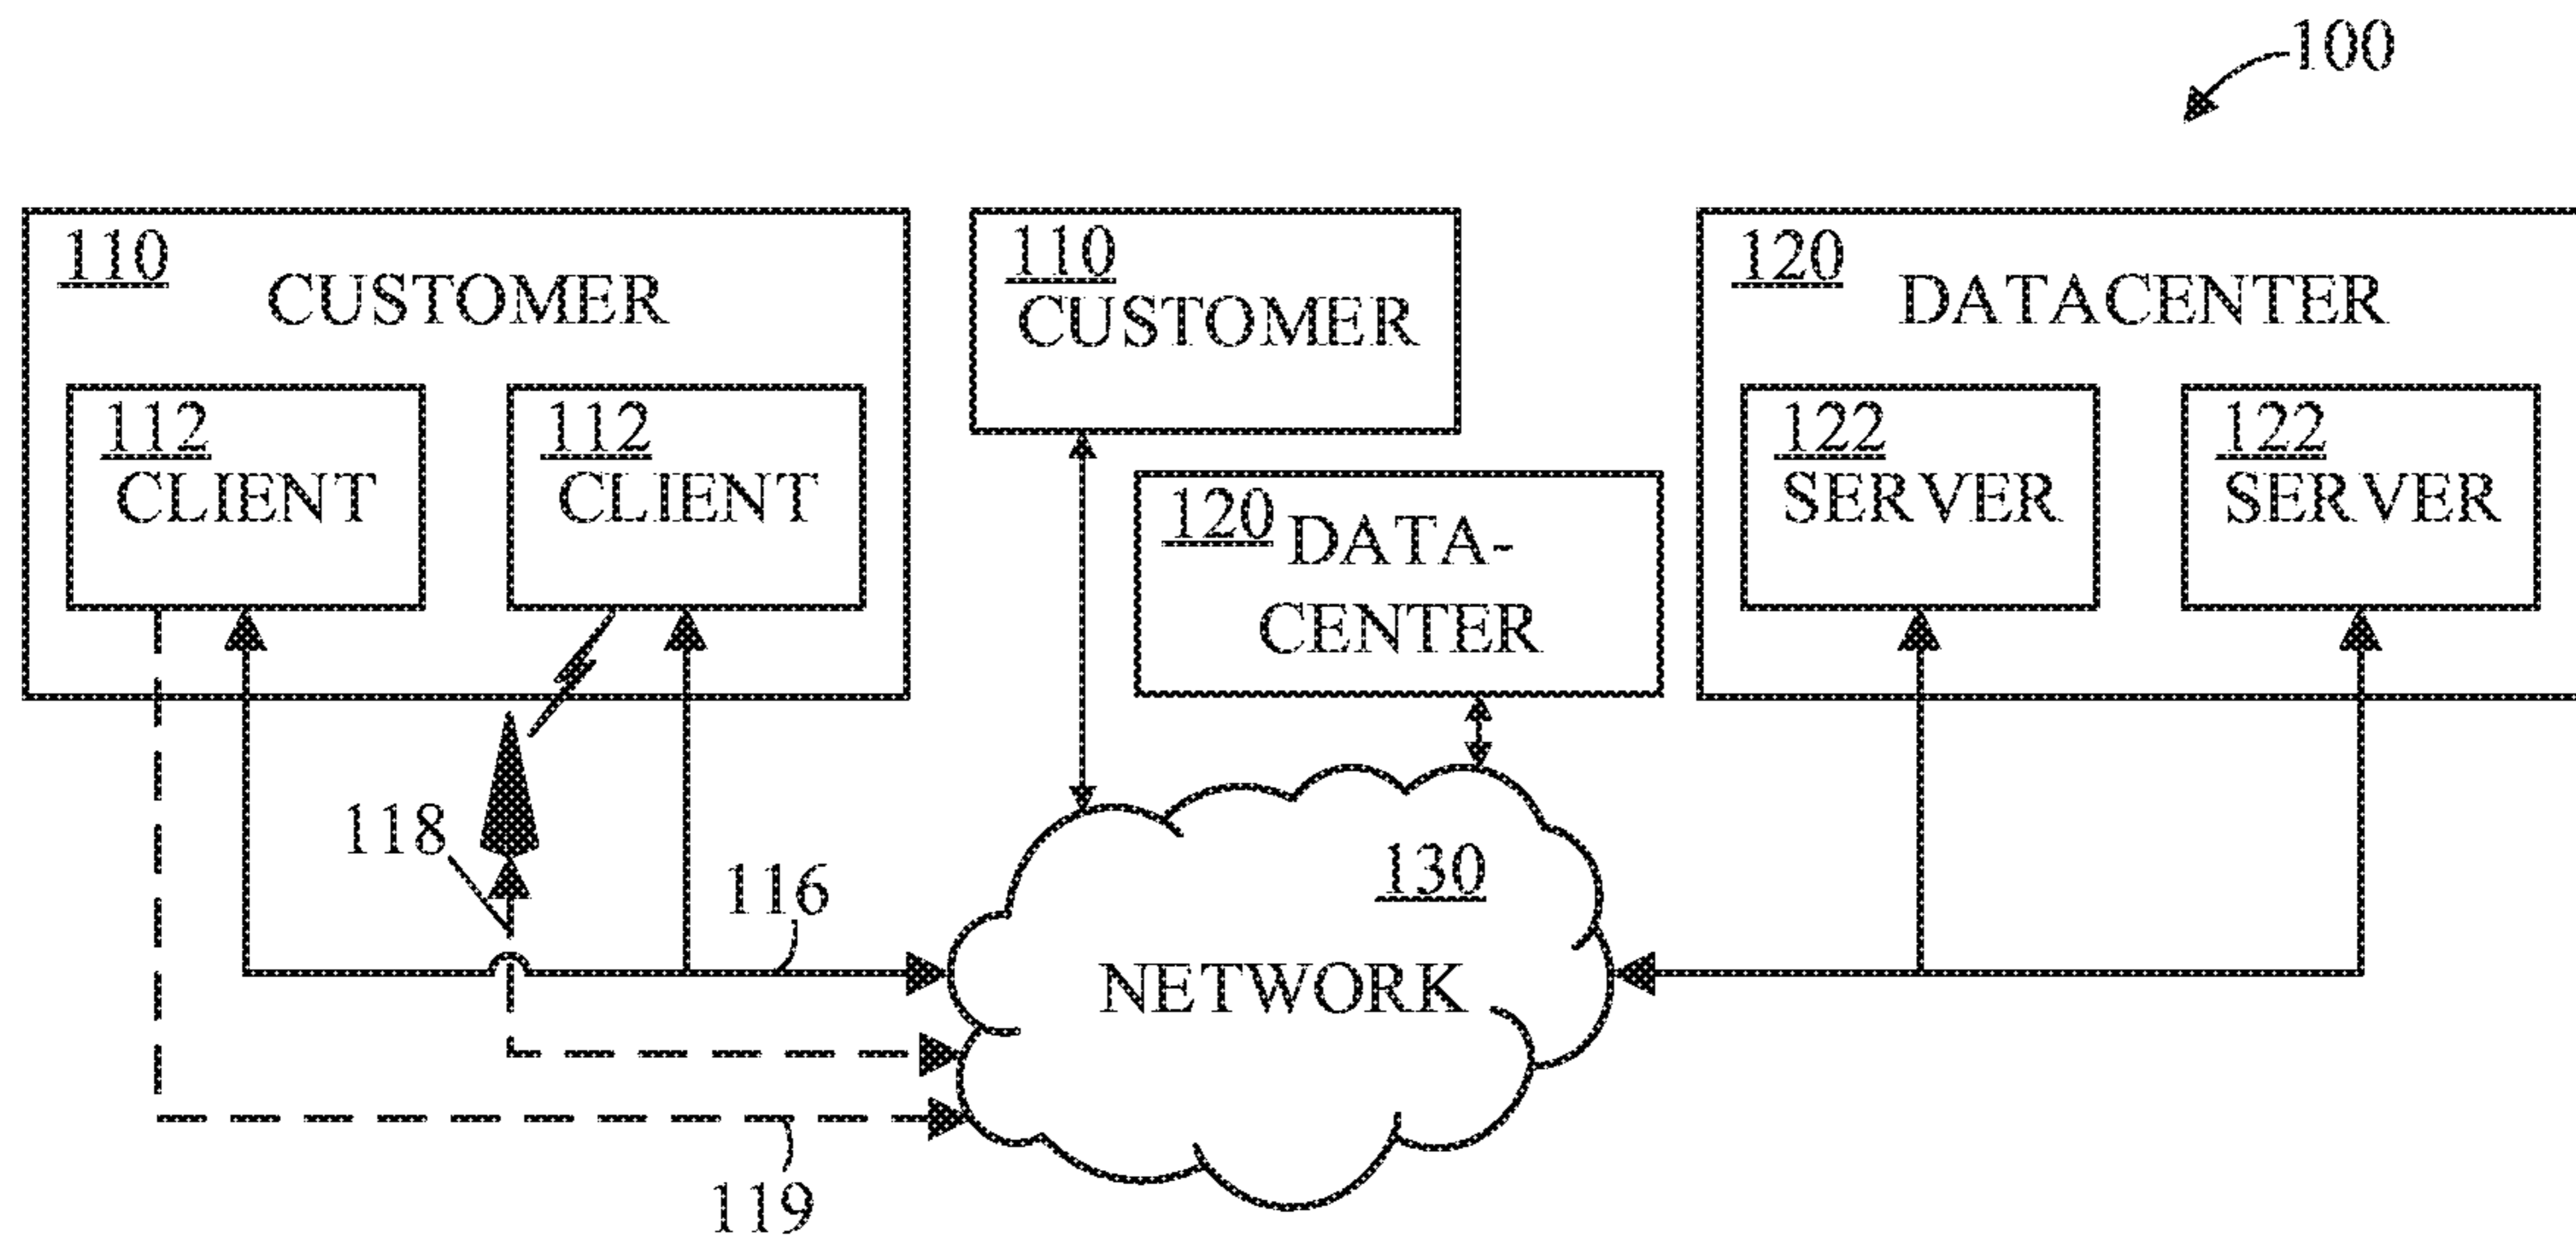 100
110
CUSTOMER
112
CLIENT
112
CLIENT
110
CUSTOMER
120
DATA-
CENTER
120
DATACENTER
122
SERVER
122
SERVER
118
116
130
NETWORK
119